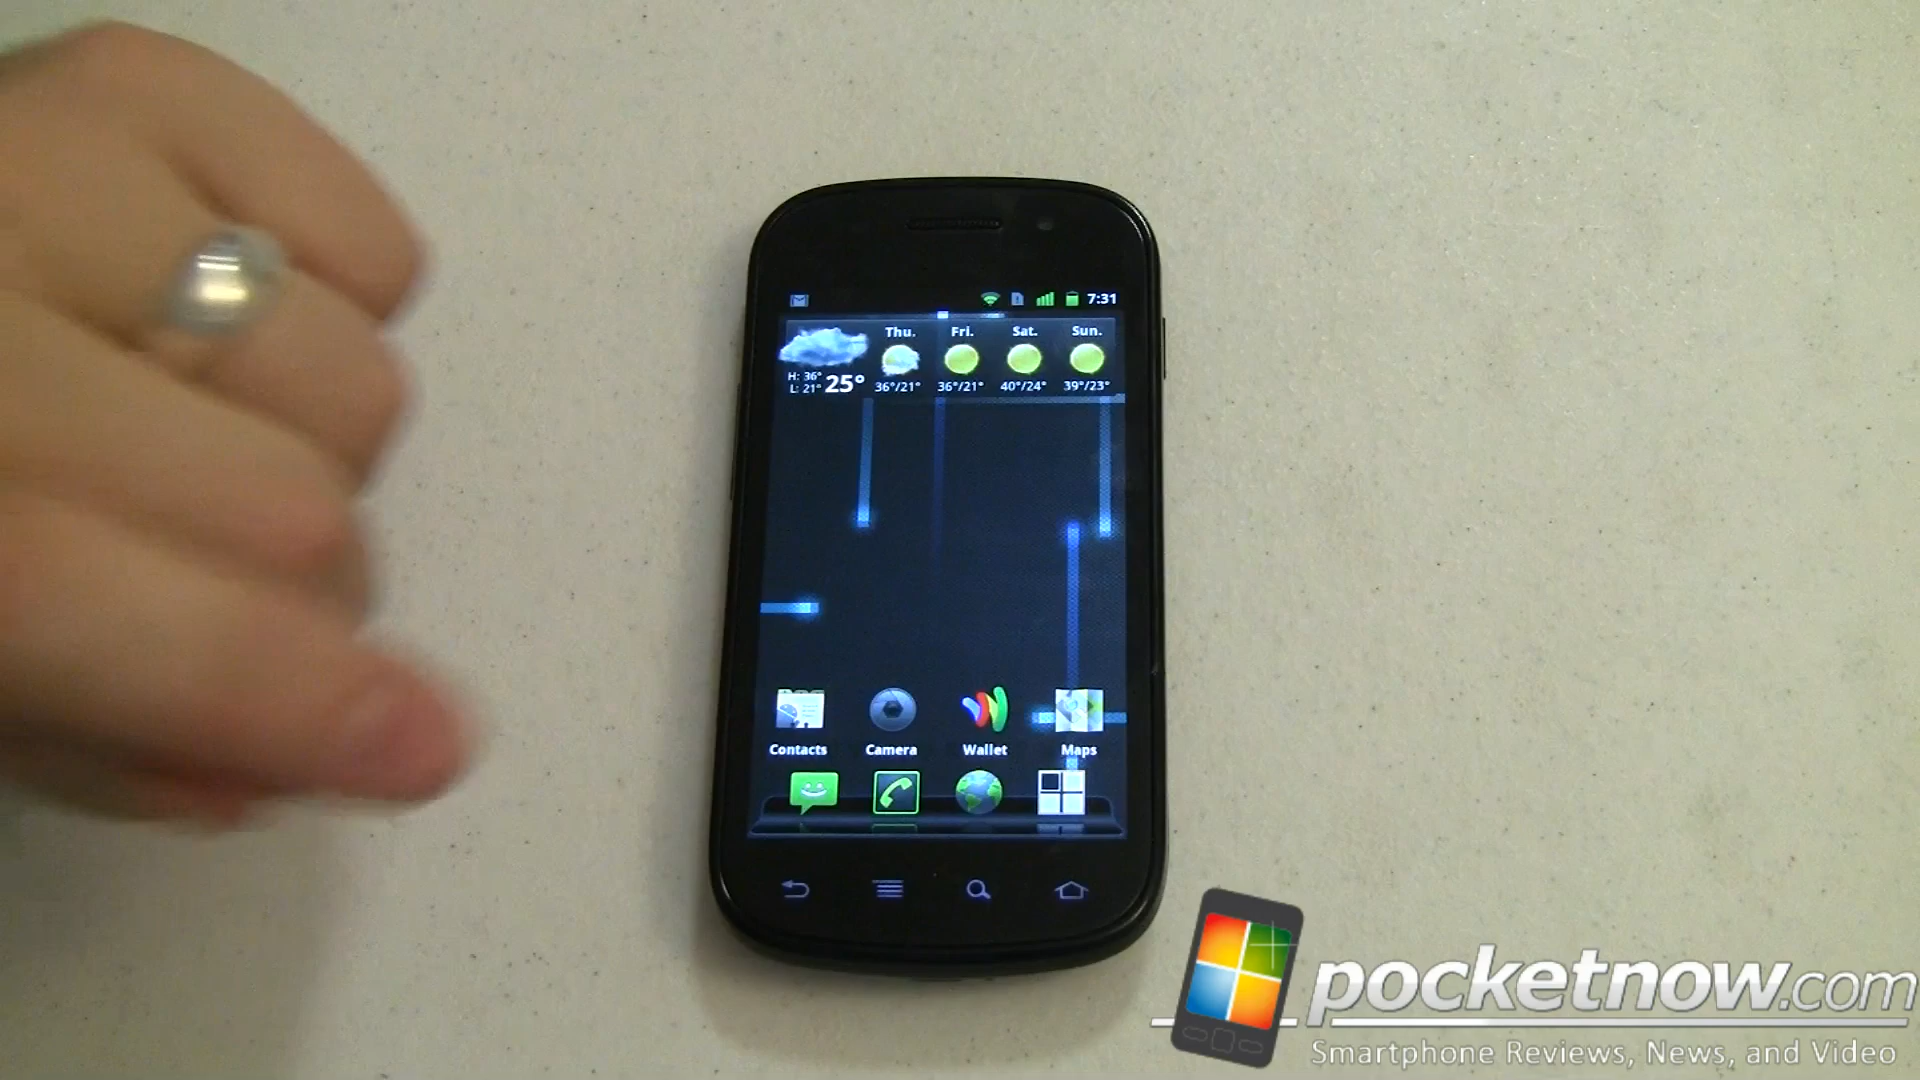 7:31
Thu. Fri. Sat. Sun.
H: 36°
L: 21° 25° 36°/21° 36°/21° 40°/24° 39°/23°
Contacts Camera Wallet Maps
pocketnow.com
Smartphone Reviews, News, and Video